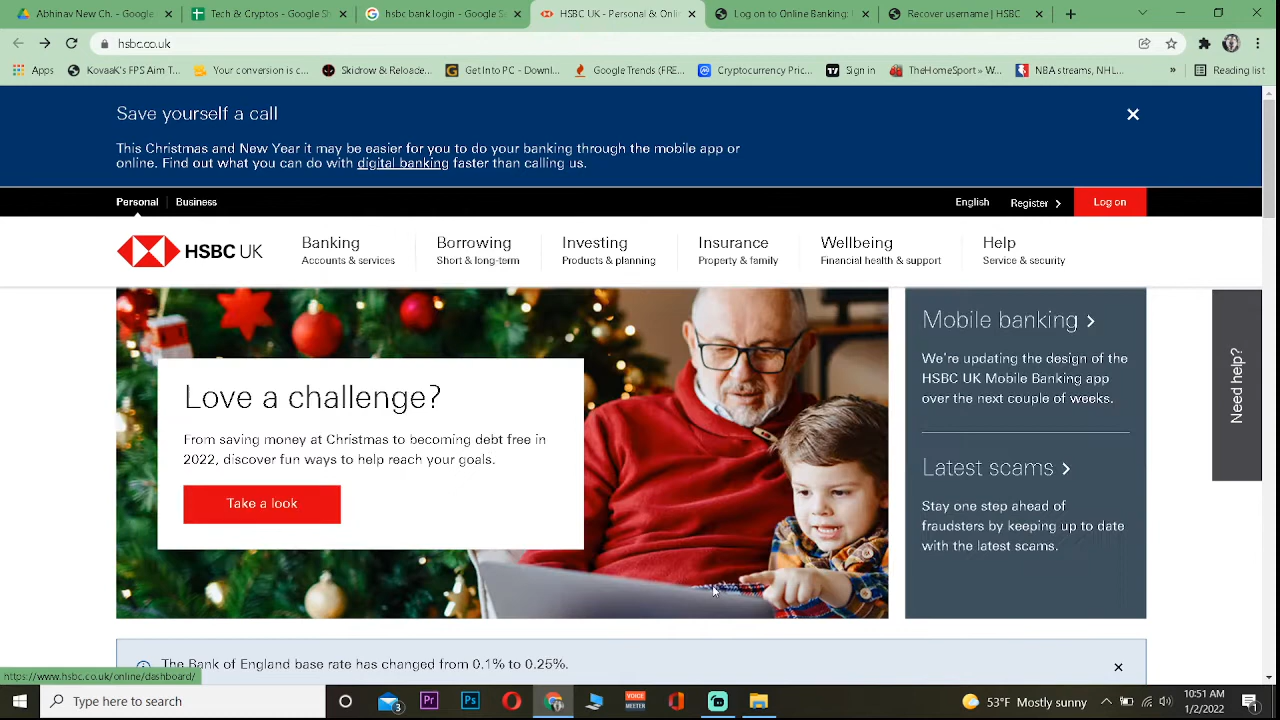 Abhinav Ch
Tech Service
hsbc bank login - Google S
HSBC UK - Personal & Onli
Log on to Online Banking:
Recover username | HSBC
hsbc.co.uk
Apps
KovaaK's FPS Aim T...
Your conversion is c...
Skidrow & Reloade...
Get Into PC - Downl...
Google Trends (FRE...
Cryptocurrency Pric...
Sign in
TheHomeSport » W...
NBA streams, NHL...
»
Reading list
Save yourself a call
This Christmas and New Year it may be easier for you to do your banking through the mobile app or
online. Find out what you can do with digital banking faster than calling us.
Personal Business English Register Log on
HSBC UK
Banking Borrowing Investing Insurance Wellbeing Help
Accounts & services Short & long-term Products & planning Property & family Financial health & support Service & security
Love a challenge?
From saving money at Christmas to becoming debt free in
2022, discover fun ways to help reach your goals.
Take a look
Mobile banking
We're updating the design of the
HSBC UK Mobile Banking app
over the next couple of weeks.
Latest scams
Stay one step ahead of
fraudsters by keeping up to date
with the latest scams.
Need help?
The Bank of England base rate has changed from 0.1% to 0.25%.
https://www.hsbc.co.uk/online/dashboard/
Type here to search
3
Pr
Ps
VOICE
MEETER
53°F Mostly sunny
10:51 AM
1/2/2022